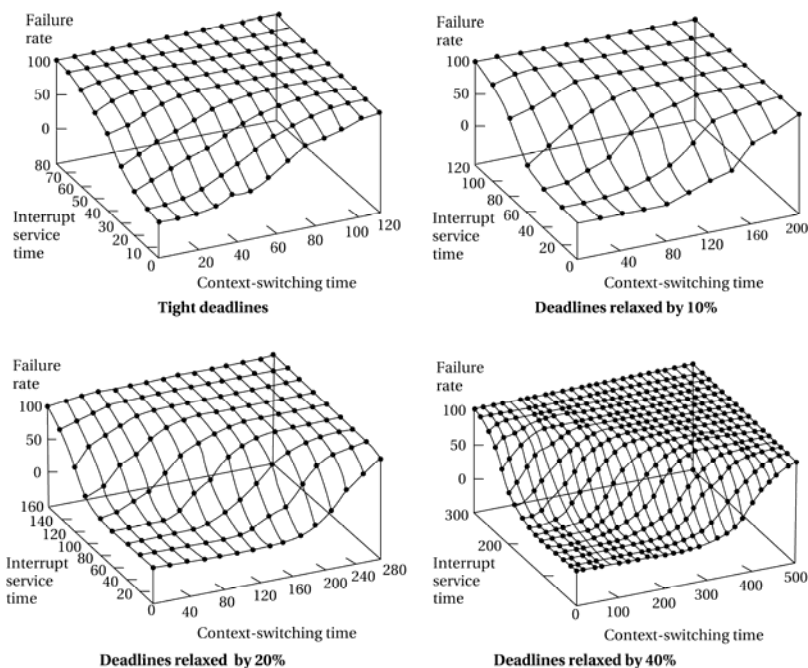 Failure
rate
100
50
0
80
70
60
50
40
30
20
10
0
Interrupt
service
time
20
40
60
80
100
120
Context-switching time
Tight deadlines
Failure
rate
100
50
0
120
100
80
60
40
20
0
Interrupt
service
time
40
80
120
160
200
Context-switching time
Deadlines relaxed by 10%
Failure
rate
100
50
0
160
140
120
100
80
60
40
20
0
Interrupt
service
time
40
80
120
160
200
240
280
Context-switching time
Deadlines relaxed by 20%
Failure
rate
100
50
0
300
200
Interrupt
service
time
0
100
200
300
400
500
Context-switching time
Deadlines relaxed by 40%